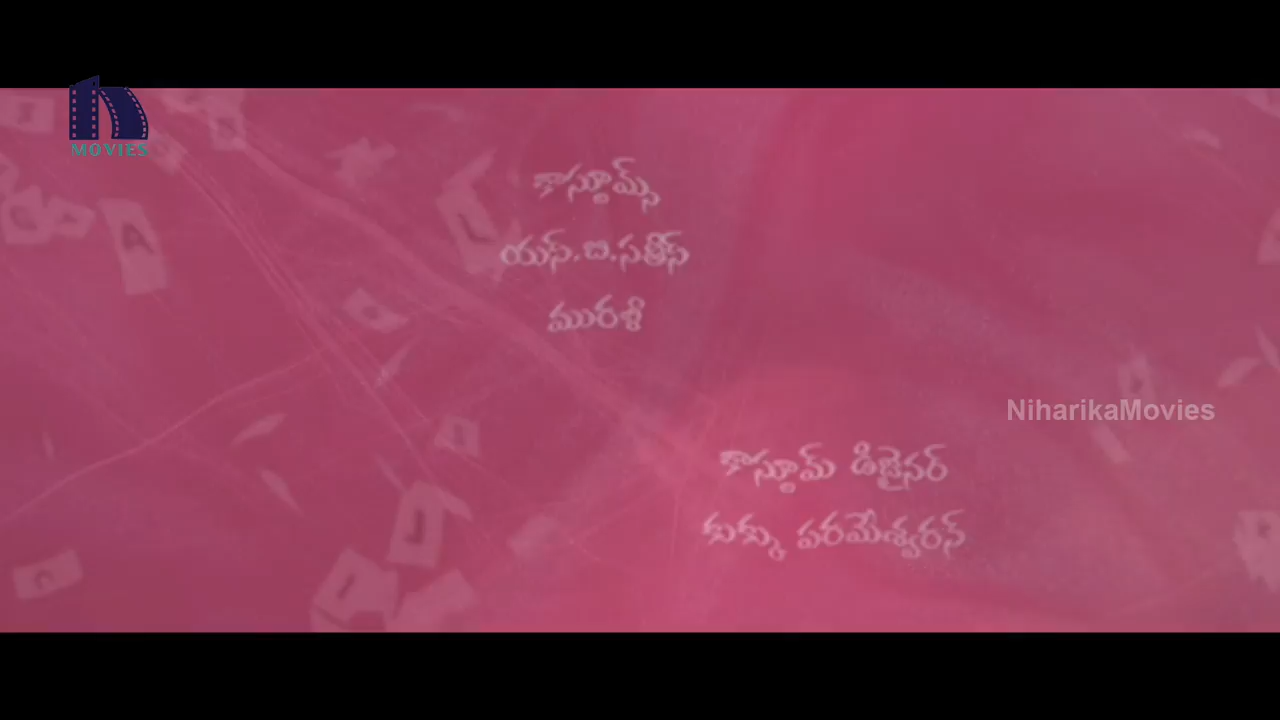 MOVIES
కాస్ట్యూమ్స్
యస్.బి.సతీస్
మురళీ
NiharikaMovies
కాస్ట్యూమ్ డిజైనర్
కుక్కు పరమేశ్వరన్